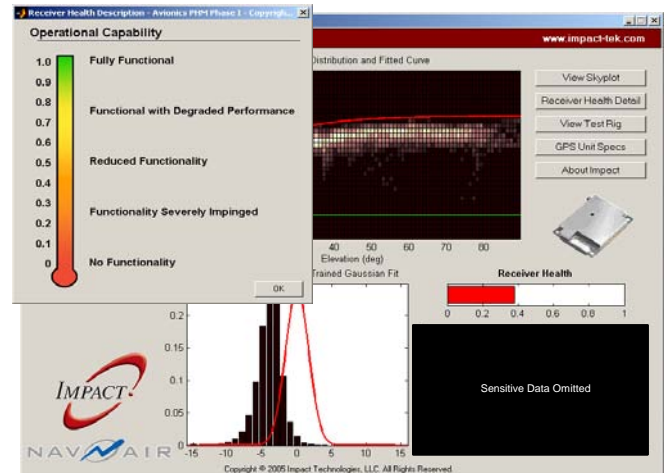 Receiver Health Description - Avionics PHM Phase I - Copyrigh...
Operational Capability
1.0 Fully Functional
0.9
0.8
0.7 Functional with Degraded Performance
0.6
0.5 Reduced Functionality
0.4
0.3
0.2 Functionality Severely Impinged
0.1
0 No Functionality
OK
www.impact-tek.com
Distribution and Fitted Curve
View Skyplot
Receiver Health Detail
View Test Rig
GPS Unit Specs
About Impact
40 50 60 70 80
Elevation (deg)
Trained Gaussian Fit
Receiver Health
0 0.2 0.4 0.6 0.8 1
0.2
0.15
0.1
0.05
0
-15 -10 -5 0 5 10 15
Sensitive Data Omitted
IMPACT
NAVAIR
Copyright © 2005 Impact Technologies, LLC. All Rights Reserved.